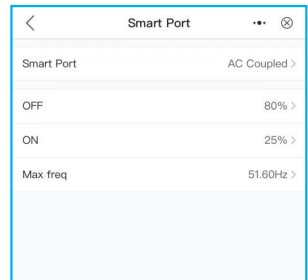 Smart Port
Smart Port AC Coupled >
OFF 80% >
ON 25% >
Max freq 51.60Hz >